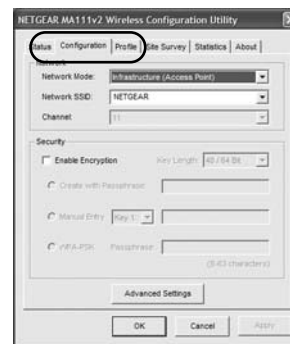 NETGEAR MA111v2 Wireless Configuration Utility
Status Configuration Profile Site Survey Statistics About
Network
Network Mode: Infrastructure (Access Point)
Network SSID: NETGEAR
Channel: 11
Security
Enable Encryption Key Length: 40 / 64 Bit
Create with Passphrase:
Manual Entry Key 1:
WPA-PSK Passphrase:
(8-63 characters)
Advanced Settings
OK Cancel Apply